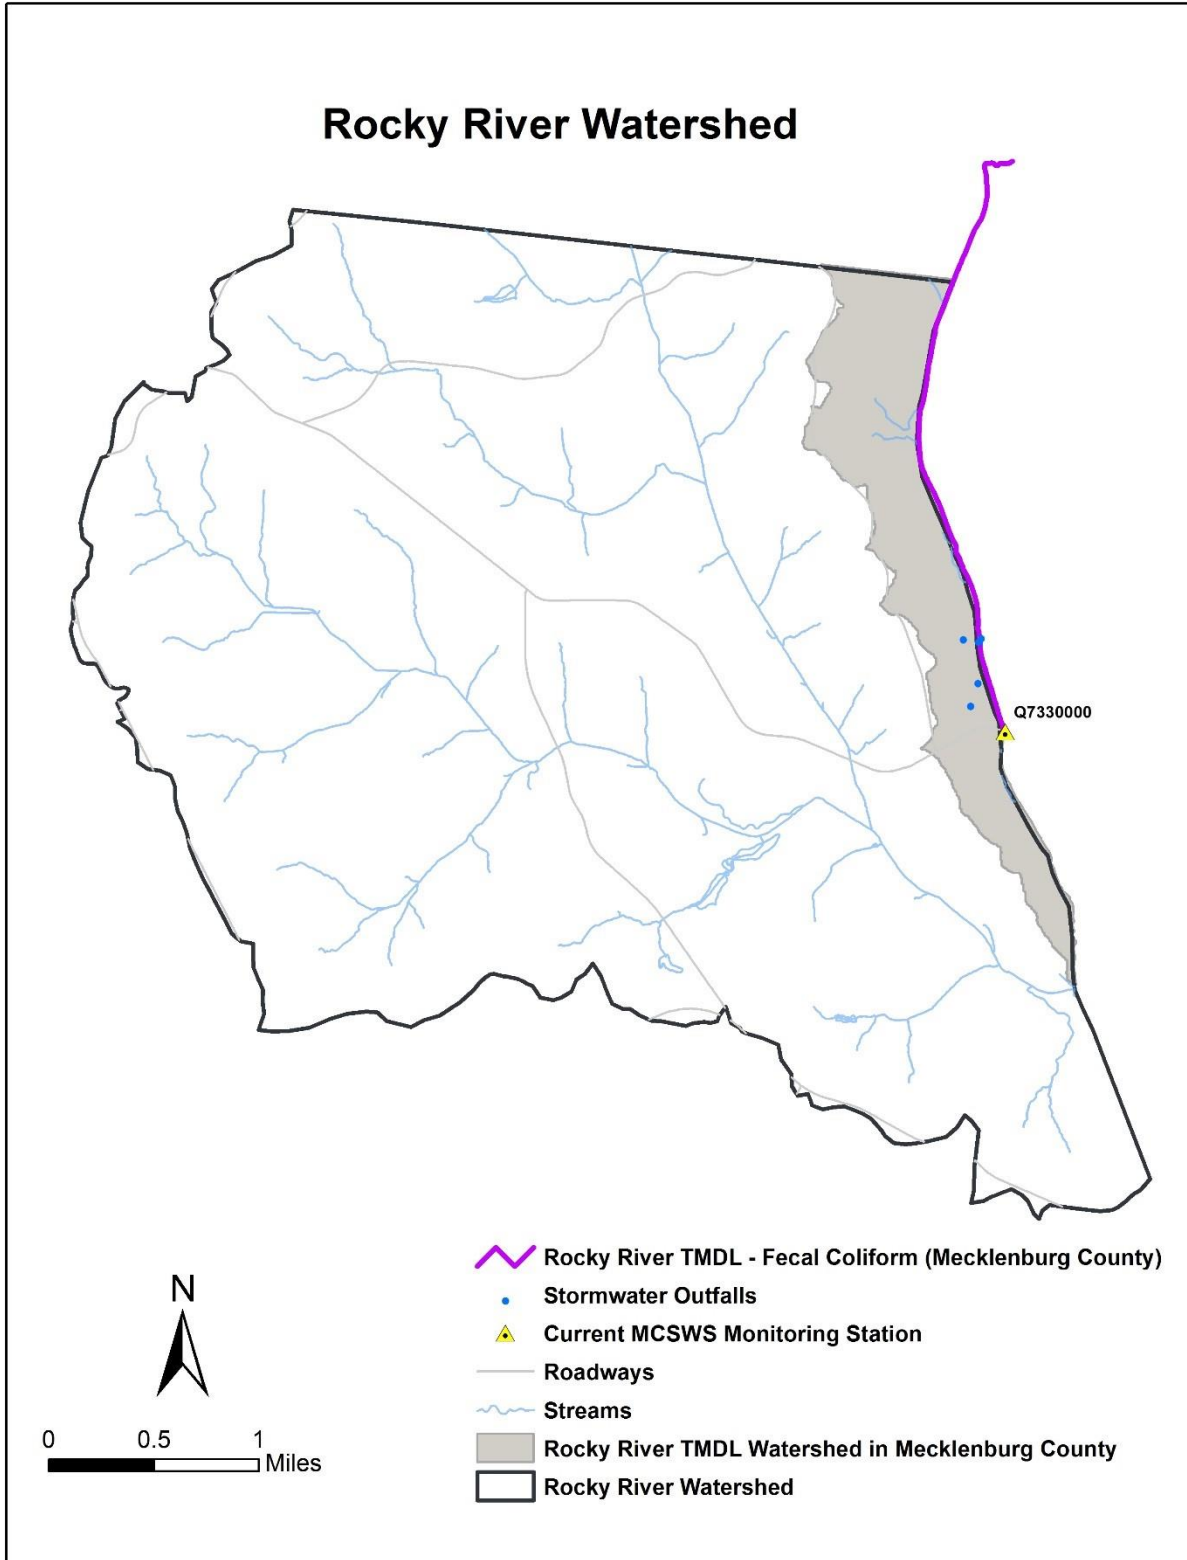 Rocky River Watershed
Q7330000
Rocky River TMDL - Fecal Coliform (Mecklenburg County)
Stormwater Outfalls
Current MCSWS Monitoring Station
Roadways
Streams
Rocky River TMDL Watershed in Mecklenburg County
Rocky River Watershed
N
0 0.5 1
Miles